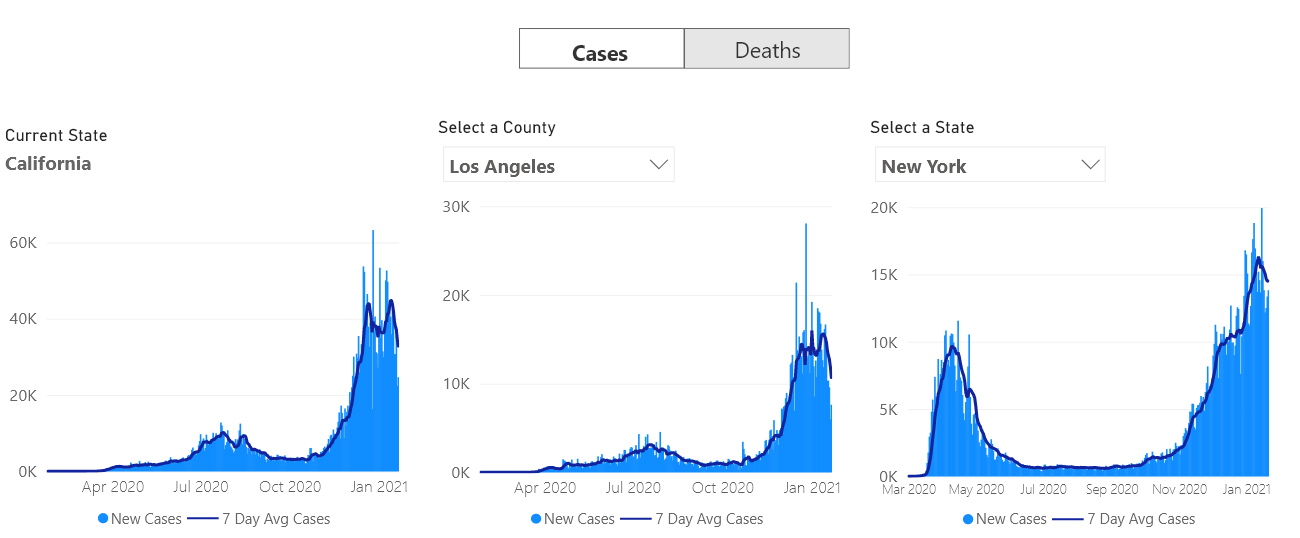 Cases Deaths
Current State
California
Select a County
Los Angeles
Select a State
New York
60K
40K
20K
0K
Apr 2020 Jul 2020 Oct 2020 Jan 2021
New Cases 7 Day Avg Cases
30K
20K
10K
0K
Apr 2020 Jul 2020 Oct 2020 Jan 2021
New Cases 7 Day Avg Cases
20K
15K
10K
5K
0K
Mar 2020 May 2020 Jul 2020 Sep 2020 Nov 2020 Jan 2021
New Cases 7 Day Avg Cases